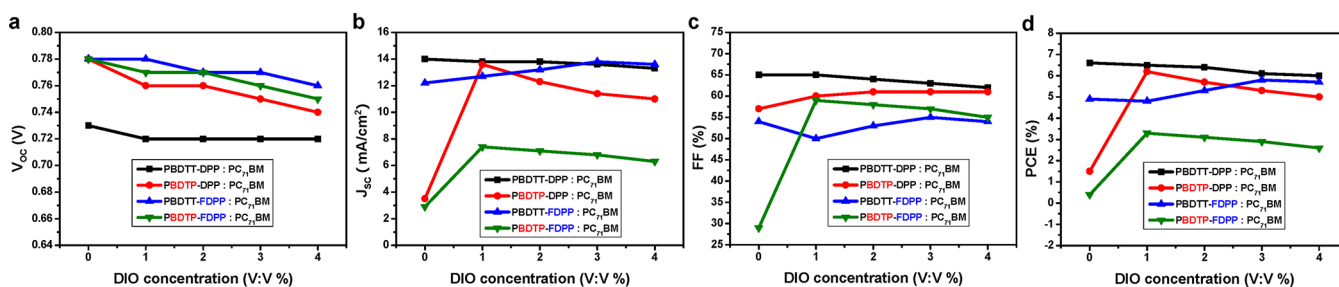 a
0.80
0.78
0.76
0.74
0.72
0.70
0.68
0.66
0.64
V_OC (V)
PBDTT-DPP : PC₇₁BM
PBDTP-DPP : PC₇₁BM
PBDTT-FDPP : PC₇₁BM
PBDTP-FDPP : PC₇₁BM
0 1 2 3 4
DIO concentration (V:V %)
b
16
14
12
10
8
6
4
2
0
J_SC ( mA/cm²)
PBDTT-DPP : PC₇₁BM
PBDTP-DPP : PC₇₁BM
PBDTT-FDPP : PC₇₁BM
PBDTP-FDPP : PC₇₁BM
0 1 2 3 4
DIO concentration (V:V %)
c
75
70
65
60
55
50
45
40
35
30
25
FF (%)
PBDTT-DPP : PC₇₁BM
PBDTP-DPP : PC₇₁BM
PBDTT-FDPP : PC₇₁BM
PBDTP-FDPP : PC₇₁BM
0 1 2 3 4
DIO concentration (V:V %)
d
8
7
6
5
4
3
2
1
0
-1
-2
PCE (%)
PBDTT-DPP : PC₇₁BM
PBDTP-DPP : PC₇₁BM
PBDTT-FDPP : PC₇₁BM
PBDTP-FDPP : PC₇₁BM
0 1 2 3 4
DIO concentration (V:V %)